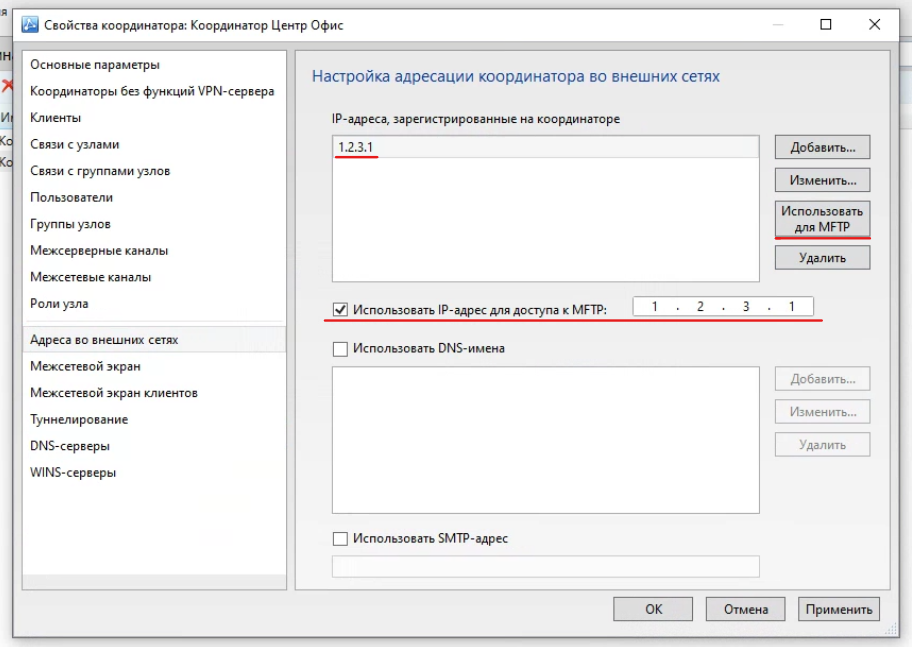 Свойства координатора: Координатор Центр Офис
Основные параметры
Координаторы без функций VPN-сервера
Клиенты
Связи с узлами
Связи с группами узлов
Пользователи
Группы узлов
Межсерверные каналы
Межсетевые каналы
Роли узла
Адреса во внешних сетях
Межсетевой экран
Межсетевой экран клиентов
Туннелирование
DNS-серверы
WINS-серверы
Настройка адресации координатора во внешних сетях
IP-адреса, зарегистрированные на координаторе
1.2.3.1
Добавить...
Изменить...
Использовать
для MFTP
Удалить
Использовать IP-адрес для доступа к MFTP: 1 . 2 . 3 . 1
Использовать DNS-имена
Добавить...
Изменить...
Удалить
Использовать SMTP-адрес
ОК Отмена Применить